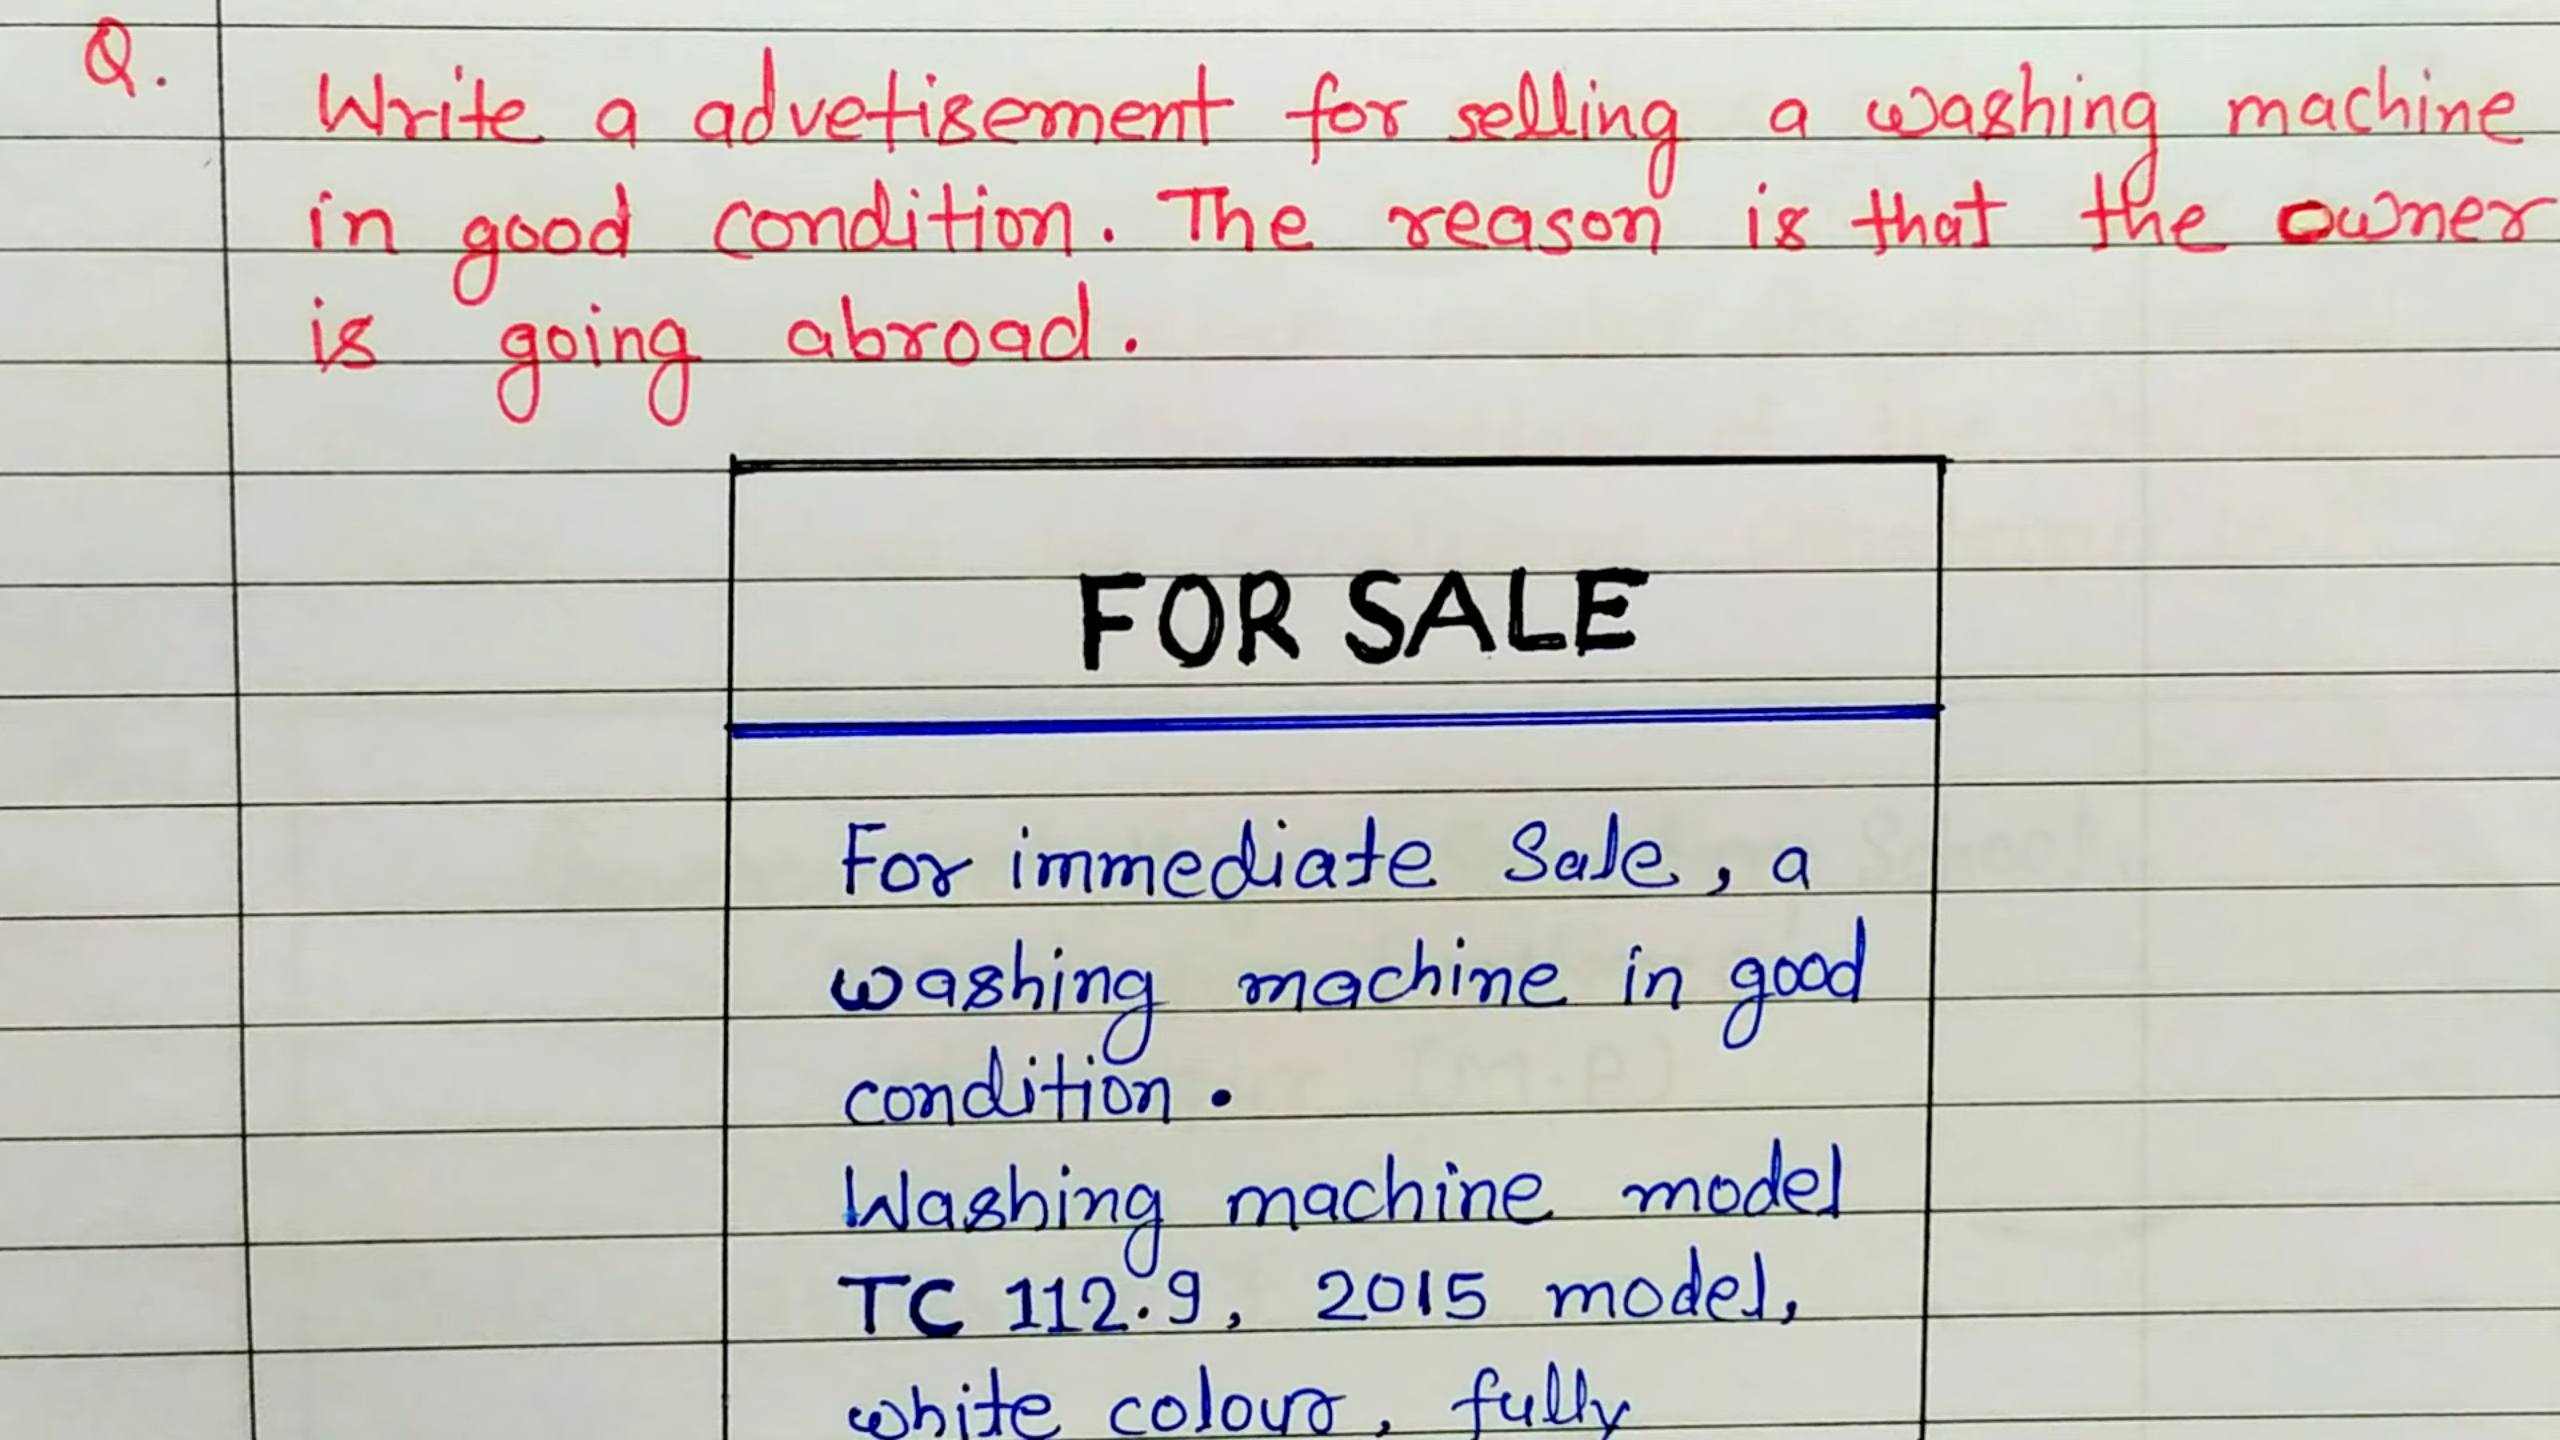 Q.
Write a advetisement for selling a washing machine
in good condition. The reason is that the owner
is going abroad.
FOR SALE
For immediate Sale, a
washing machine in good
condition.
Washing machine model
TC 112.9, 2015 model,
white colour, fully